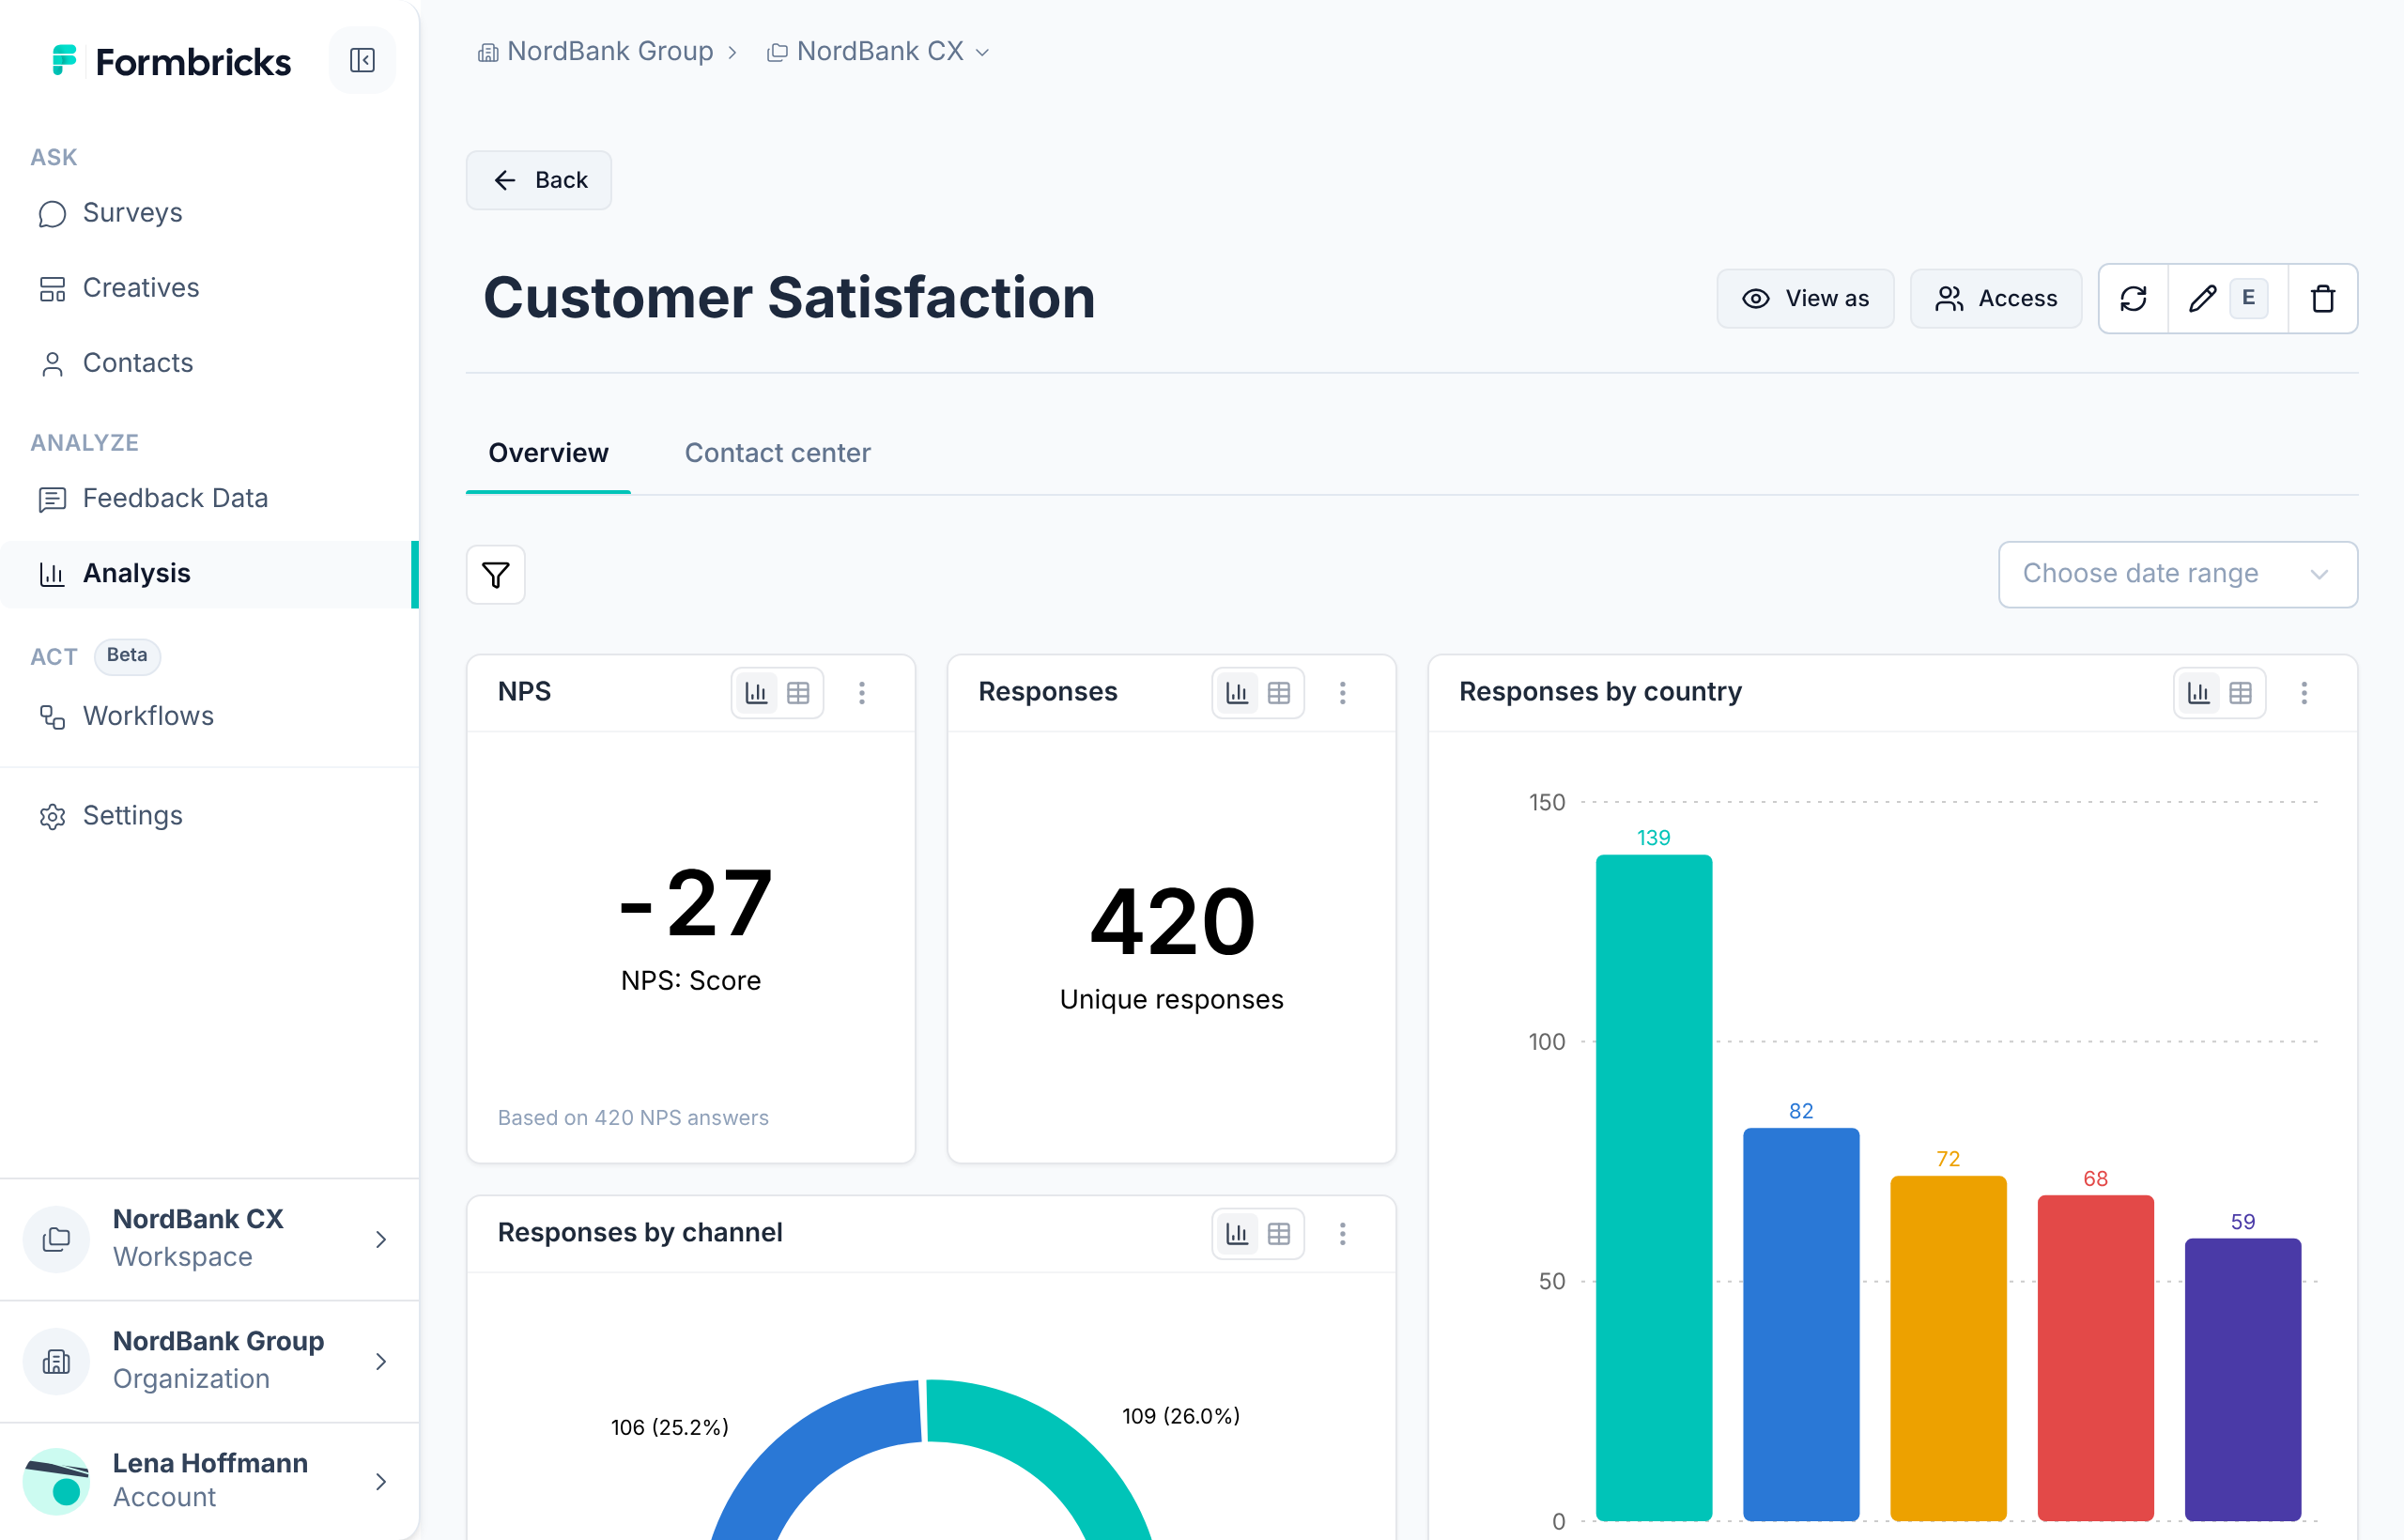 Formbricks
ASK
Surveys
Creatives
Contacts
ANALYZE
Feedback Data
Analysis
ACT Beta
Workflows
Settings
NordBank CX
Workspace
NordBank Group
Organization
Lena Hoffmann
Account
NordBank Group NordBank CX
Back
Customer Satisfaction
View as
Access
E
Overview
Contact center
Choose date range
NPS
-27
NPS: Score
Based on 420 NPS answers
Responses
420
Unique responses
Responses by country
150
100
50
0
139
82
72
68
59
Responses by channel
106 (25.2%)
109 (26.0%)